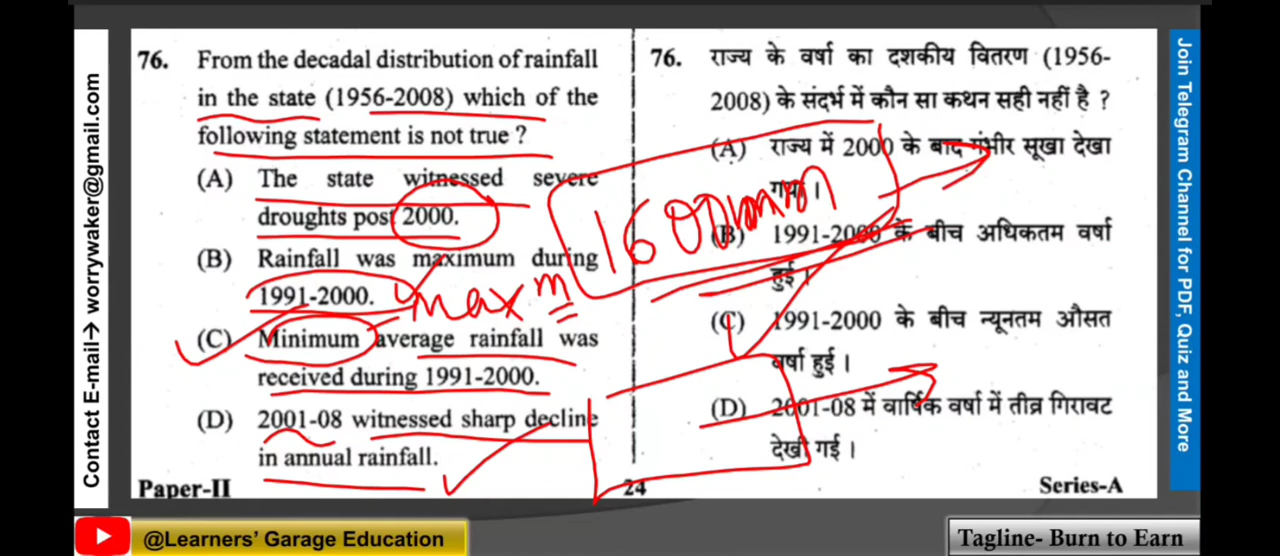 Contact E-mail→ worrywaker@gmail.com
76. From the decadal distribution of rainfall
in the state (1956-2008) which of the
following statement is not true ?
(A) The state witnessed severe
droughts post 2000.
(B) Rainfall was maximum during
1991-2000.
(C) Minimum average rainfall was
received during 1991-2000.
(D) 2001-08 witnessed sharp decline
in annual rainfall.
maxm
1600mm
76. राज्य के वर्षा का दशकीय वितरण (1956-
2008) के संदर्भ में कौन सा कथन सही नहीं है ?
(A) राज्य में 2000 के बाद गंभीर सूखा देखा
गया ।
(B) 1991-2000 के बीच अधिकतम वर्षा
हुई ।
(C) 1991-2000 के बीच न्यूनतम औसत
वर्षा हुई ।
(D) 2001-08 में वार्षिक वर्षा में तीव्र गिरावट
देखी गई ।
Paper-II
24
Series-A
Join Telegram Channel for PDF, Quiz and More
@Learners’ Garage Education
Tagline- Burn to Earn